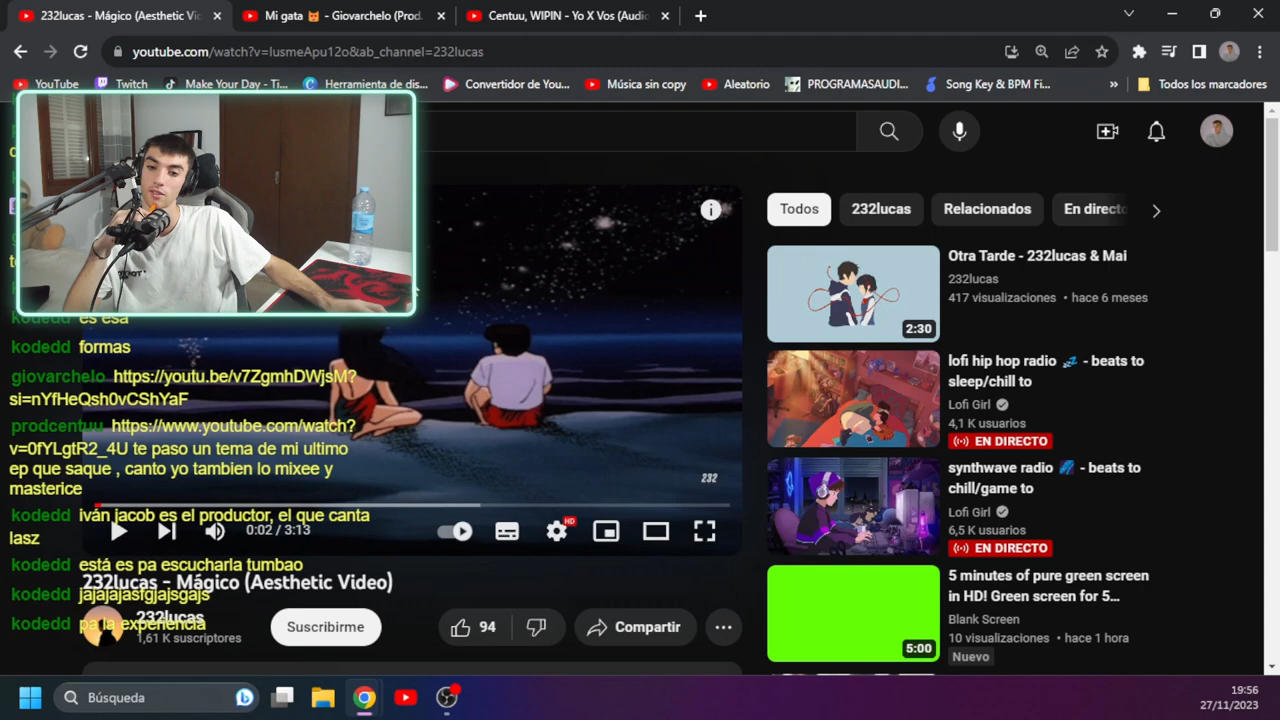 232lucas - Mágico (Aesthetic Vi
Mi gata 😼 - Giovarchelo (Prod.
Centuu, WIPIN - Yo X Vos (Audio
youtube.com/watch?v=IusmeApu12o&ab_channel=232lucas
YouTube
Twitch
Make Your Day - Ti...
Herramienta de dis...
Convertidor de You...
Música sin copy
Aleatorio
PROGRAMASAUDI...
Song Key & BPM Fi...
»
Todos los marcadores
Todos
232lucas
Relacionados
En directo
Otra Tarde - 232lucas & Mai
232lucas
417 visualizaciones • hace 6 meses
2:30
lofi hip hop radio 💤 - beats to
sleep/chill to
Lofi Girl
4,1 K usuarios
EN DIRECTO
synthwave radio 🌌 - beats to
chill/game to
Lofi Girl
6,5 K usuarios
EN DIRECTO
5 minutes of pure green screen
in HD! Green screen for 5...
Blank Screen
10 visualizaciones • hace 1 hora
Nuevo
5:00
kodedd es esa
kodedd formas
giovarchelo https://youtu.be/v7ZgmhDWjsM?
si=nYfHeQsh0vCShYaF
prodcentuu https://www.youtube.com/watch?
v=0fYLgtR2_4U te paso un tema de mi ultimo
ep que saque , canto yo tambien lo mixee y
masterice
kodedd iván jacob es el productor, el que canta
lasz
kodedd está es pa escucharla tumbao
kodedd jajajajasfgjajsgajs
kodedd pa la experiencia
232
0:02 / 3:13
HD
232lucas - Mágico (Aesthetic Video)
232lucas
1,61 K suscriptores
Suscribirme
94
Compartir
Búsqueda
19:56
27/11/2023